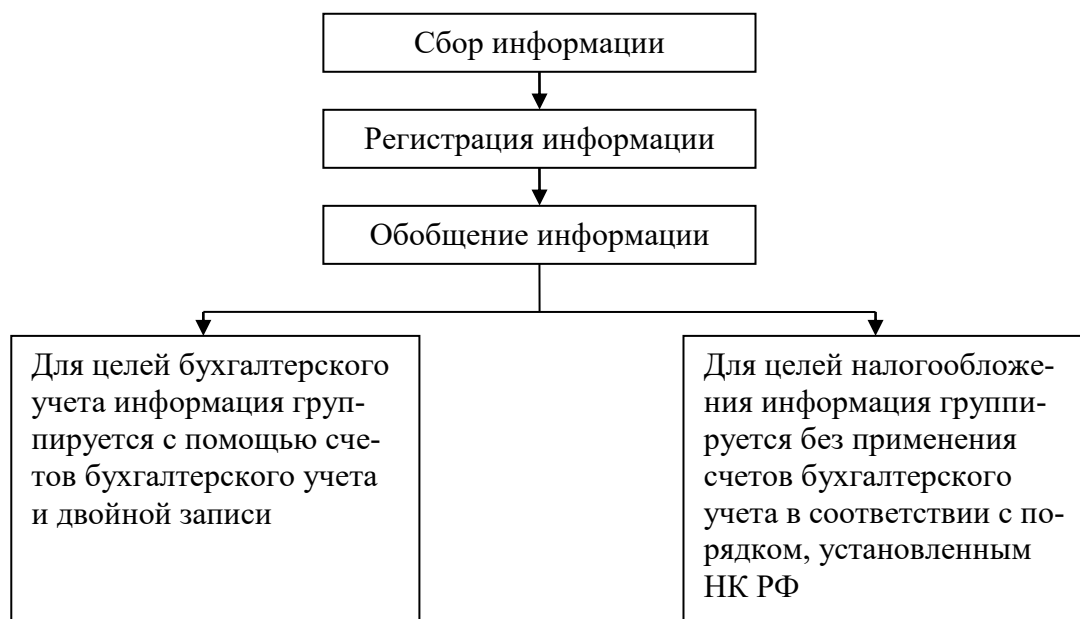 Сбор информации
Регистрация информации
Обобщение информации
Для целей бухгалтерского
учета информация груп-
пируется с помощью сче-
тов бухгалтерского учета
и двойной записи
Для целей налогообложе-
ния информация группи-
руется без применения
счетов бухгалтерского
учета в соответствии с по-
рядком, установленным
НК РФ